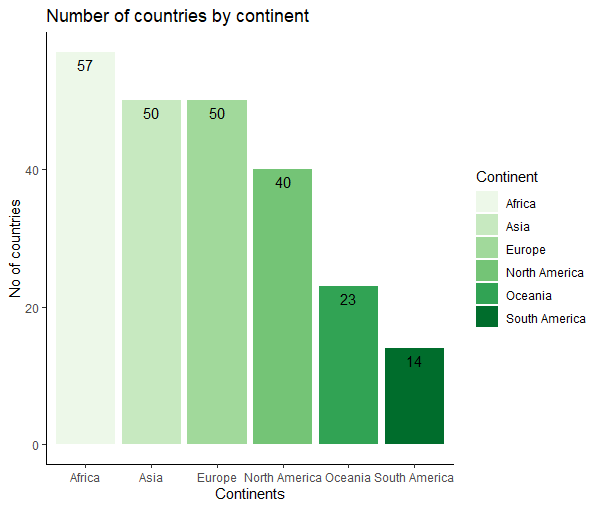 Number of countries by continent
No of countries
40
20
0
57
50
50
40
23
14
Africa Asia Europe North America Oceania South America
Continents
Continent
Africa
Asia
Europe
North America
Oceania
South America